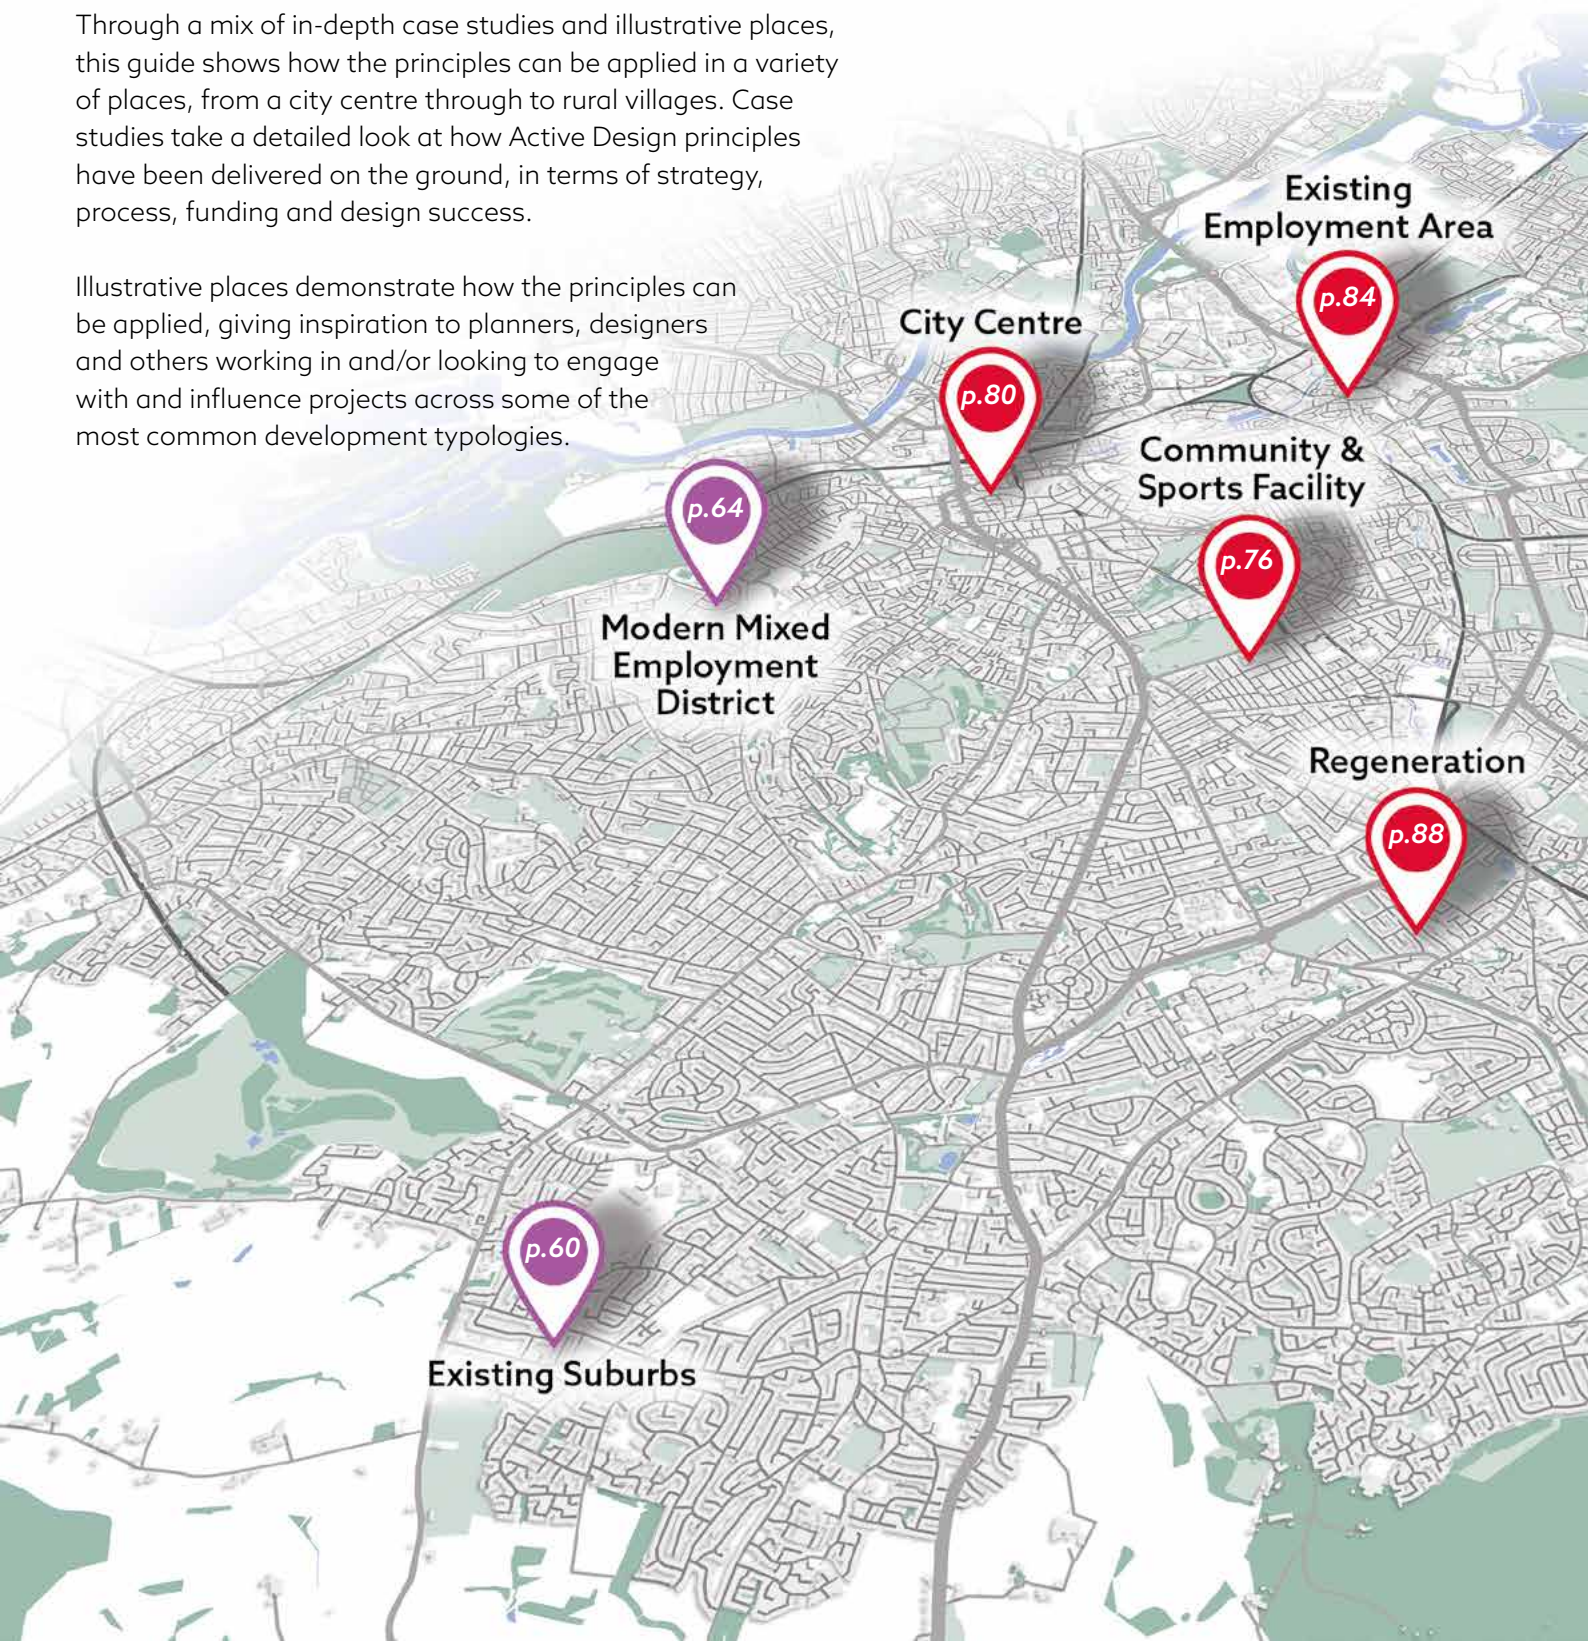 Through a mix of in-depth case studies and illustrative places,
this guide shows how the principles can be applied in a variety
of places, from a city centre through to rural villages. Case
studies take a detailed look at how Active Design principles
have been delivered on the ground, in terms of strategy,
process, funding and design success.
Illustrative places demonstrate how the principles can
be applied, giving inspiration to planners, designers
and others working in and/or looking to engage
with and influence projects across some of the
most common development typologies.
Existing
Employment Area
p.84
City Centre
p.80
Community &
Sports Facility
p.76
p.64
Modern Mixed
Employment
District
Regeneration
p.88
p.60
Existing Suburbs